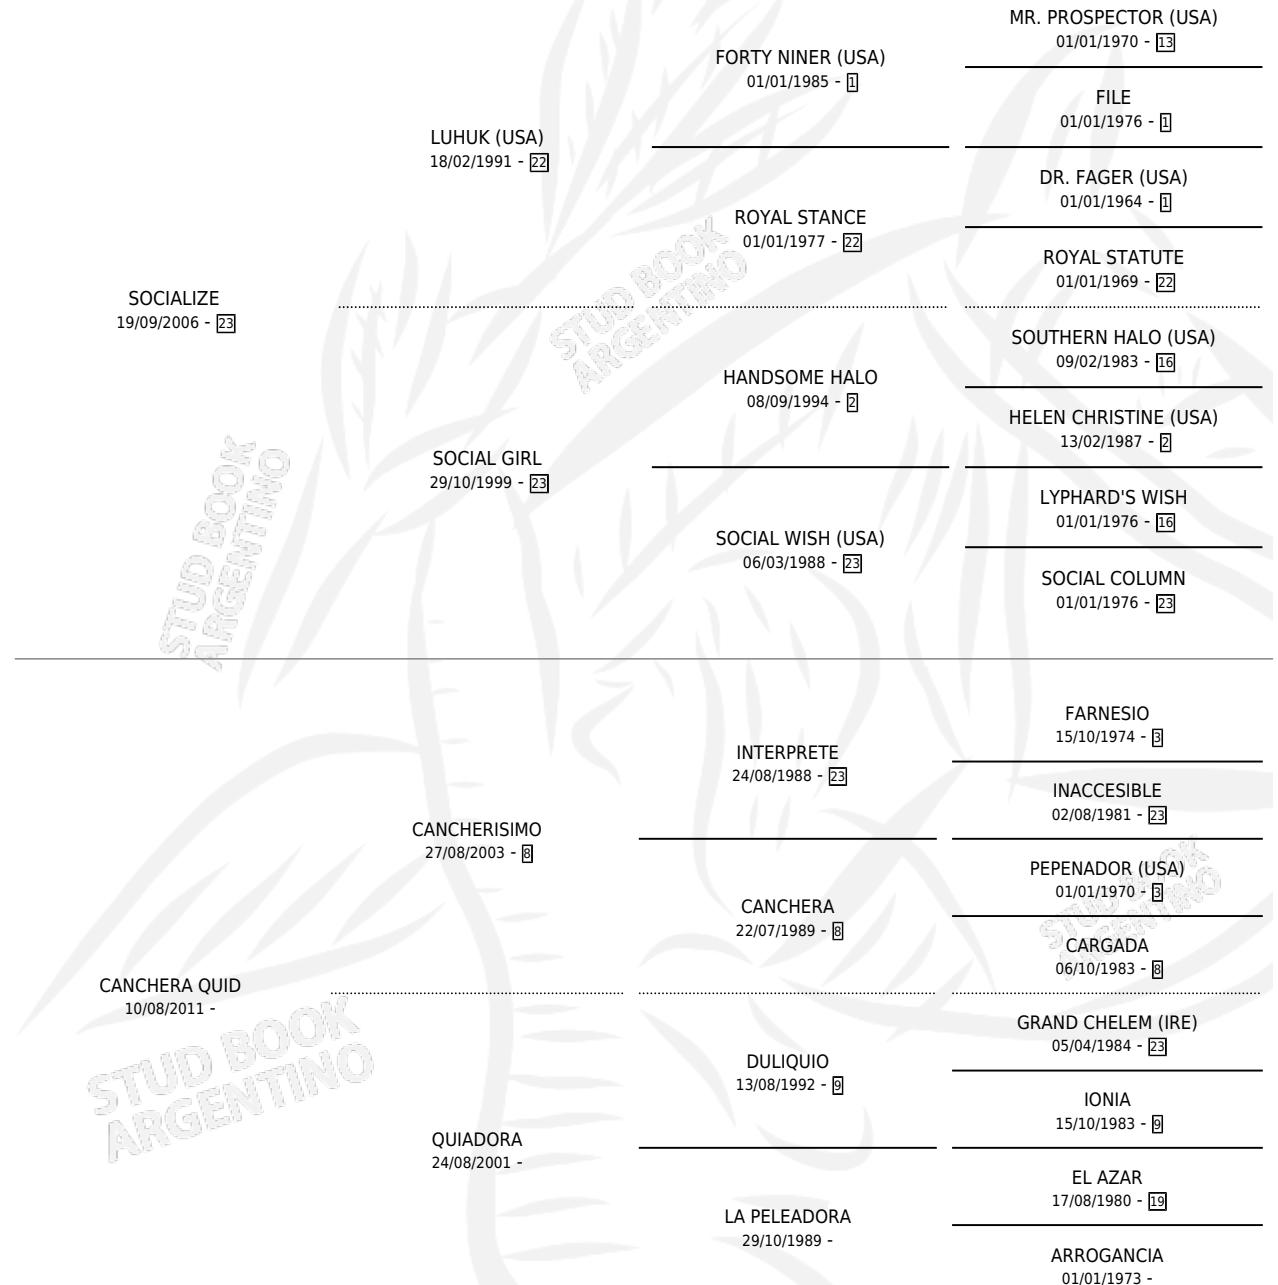 MR. PROSPECTOR (USA)
01/01/1970 - 13
FORTY NINER (USA)
01/01/1985 - 1
FILE
01/01/1976 - 1
LUHUK (USA)
18/02/1991 - 22
DR. FAGER (USA)
01/01/1964 - 1
ROYAL STANCE
01/01/1977 - 22
ROYAL STATUTE
01/01/1969 - 22
SOCIALIZE
19/09/2006 - 23
SOUTHERN HALO (USA)
09/02/1983 - 16
HANDSOME HALO
08/09/1994 - 2
HELEN CHRISTINE (USA)
13/02/1987 - 2
SOCIAL GIRL
29/10/1999 - 23
LYPHARD'S WISH
01/01/1976 - 16
SOCIAL WISH (USA)
06/03/1988 - 23
SOCIAL COLUMN
01/01/1976 - 23
FARNESIO
15/10/1974 - 3
INTERPRETE
24/08/1988 - 23
INACCESIBLE
02/08/1981 - 23
CANCHERISIMO
27/08/2003 - 8
PEPENADOR (USA)
01/01/1970 - 3
CANCHERA
22/07/1989 - 8
CARGADA
06/10/1983 - 8
CANCHERA QUID
10/08/2011 -
GRAND CHELEM (IRE)
05/04/1984 - 23
DULIQUIO
13/08/1992 - 9
IONIA
15/10/1983 - 9
QUIADORA
24/08/2001 -
EL AZAR
17/08/1980 - 19
LA PELEADORA
29/10/1989 -
ARROGANCIA
01/01/1973 -
STUD BOOK
ARGENTINO
STUD BOOK
ARGENTINO
STUD BOOK
ARGENTINO
STUD BOOK
ARGENTINO